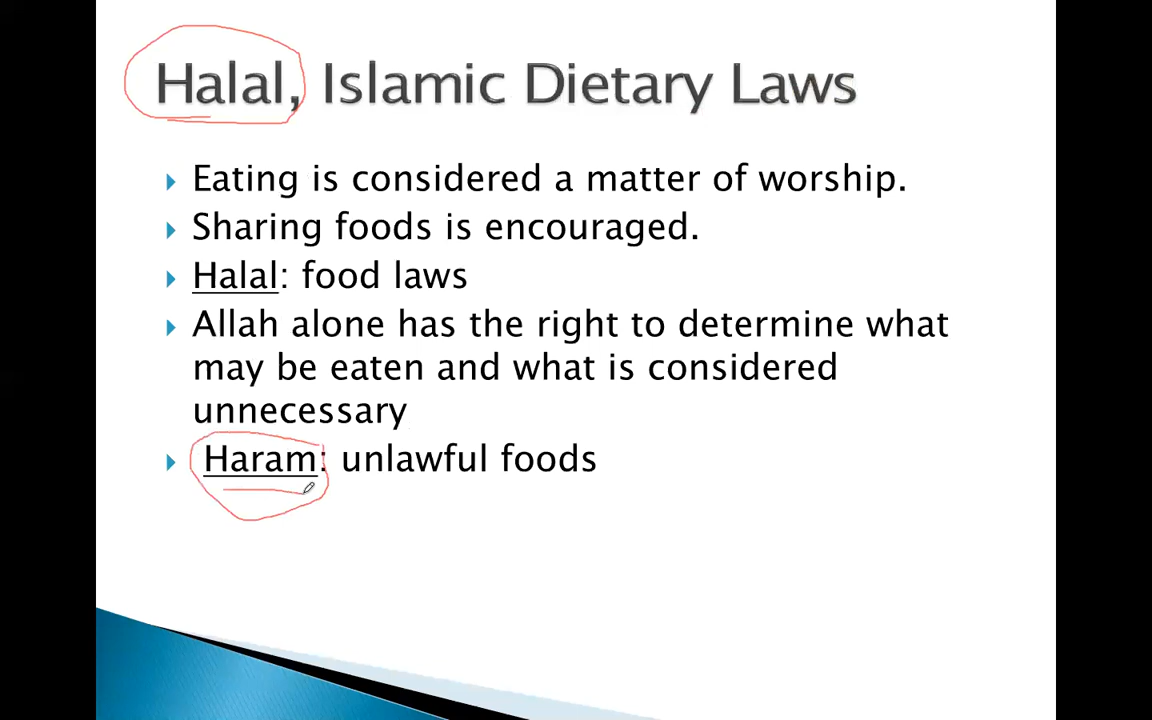 Halal, Islamic Dietary Laws
Eating is considered a matter of worship.
Sharing foods is encouraged.
Halal: food laws
Allah alone has the right to determine what
may be eaten and what is considered
unnecessary
Haram: unlawful foods